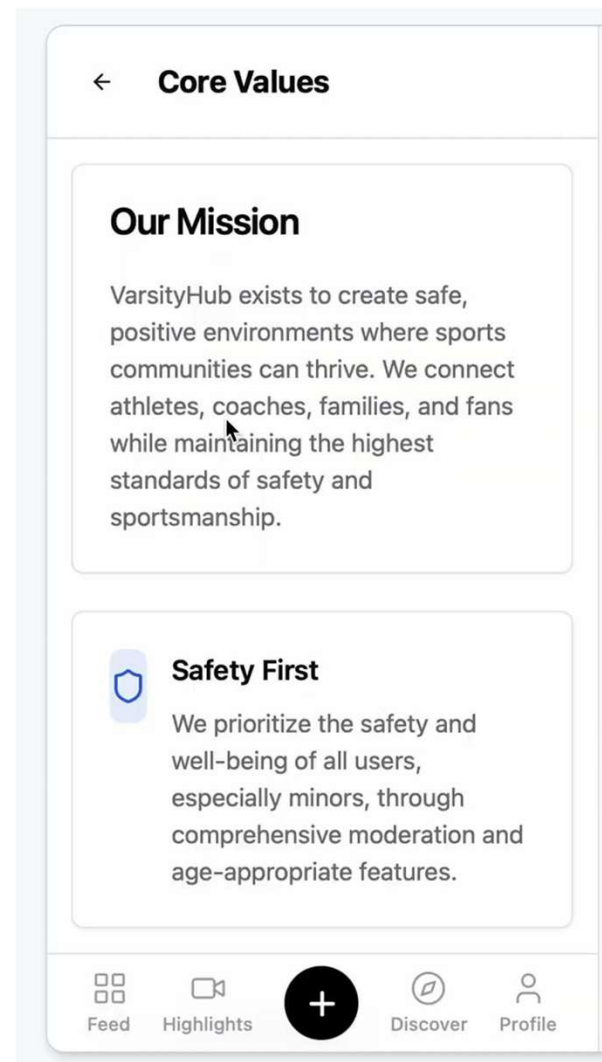 Core Values
Our Mission
VarsityHub exists to create safe,
positive environments where sports
communities can thrive. We connect
athletes, coaches, families, and fans
while maintaining the highest
standards of safety and
sportsmanship.
Safety First
We prioritize the safety and
well-being of all users,
especially minors, through
comprehensive moderation and
age-appropriate features.
Feed
Highlights
Discover
Profile